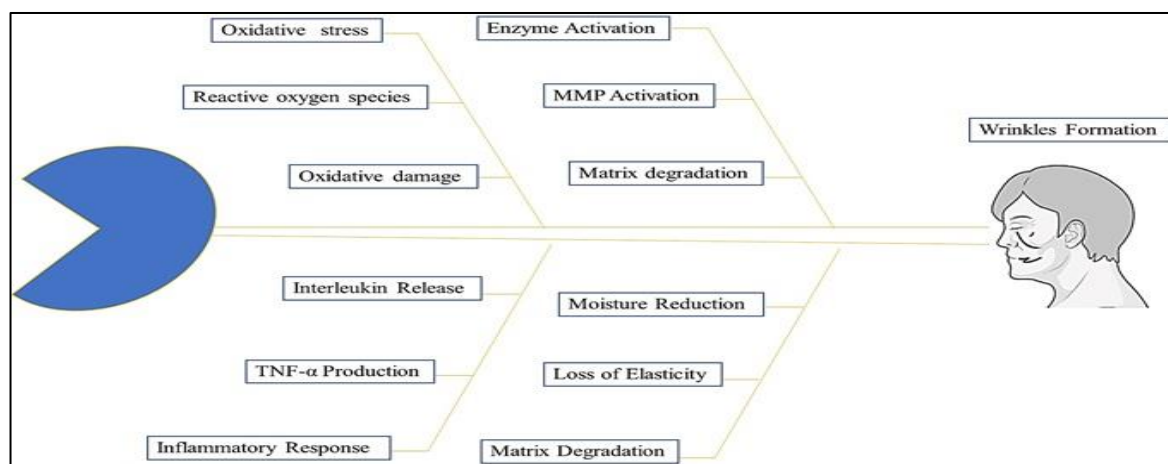 Oxidative stress
Reactive oxygen species
Oxidative damage
Enzyme Activation
MMP Activation
Matrix degradation
Wrinkles Formation
Interleukin Release
TNF-α Production
Inflammatory Response
Moisture Reduction
Loss of Elasticity
Matrix Degradation